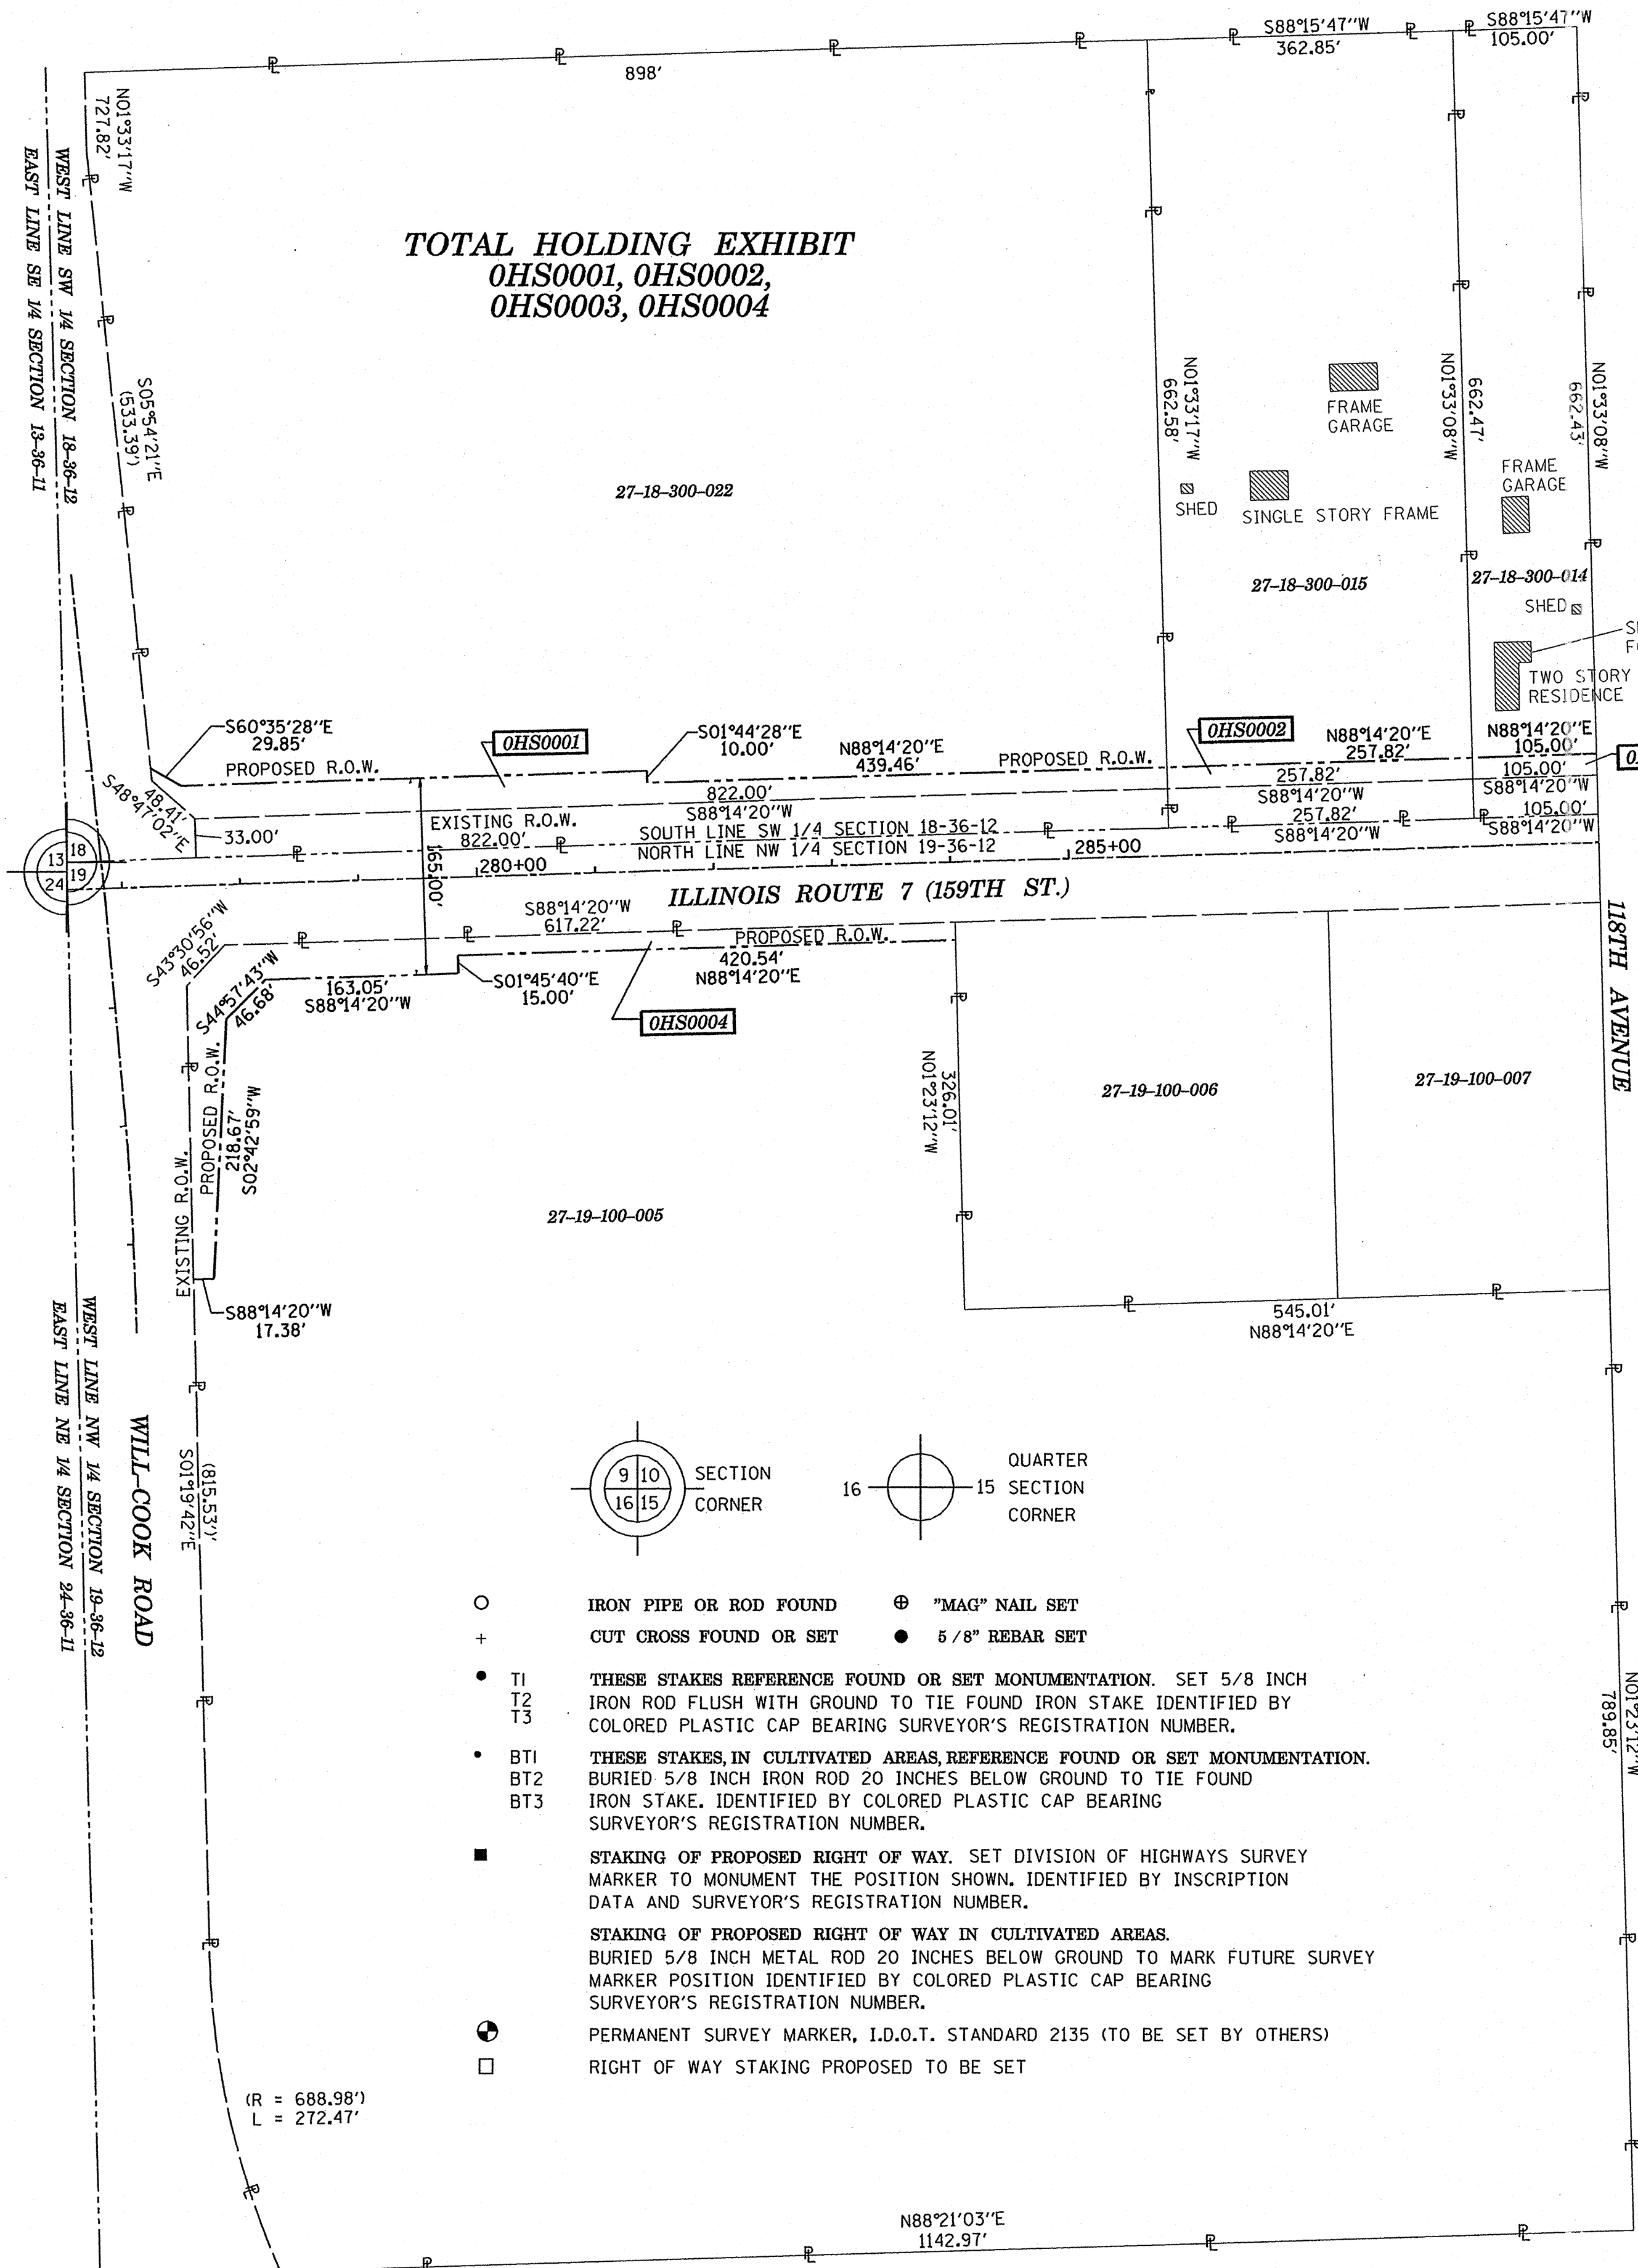 S88°15'47"W
362.85'
S88°15'47"W
105.00'
898'
N01°33'17"W
727.82'
WEST LINE SW 1/4 SECTION 18-36-12
EAST LINE SE 1/4 SECTION 13-36-11
TOTAL HOLDING EXHIBIT
0HS0001, 0HS0002,
0HS0003, 0HS0004
S05°54'21"E
(533.39')
27-18-300-022
N01°33'17"W
662.58'
FRAME
GARAGE
SHED
SINGLE STORY FRAME
27-18-300-015
N01°33'08"W
662.47'
FRAME
GARAGE
27-18-300-014
SHED
TWO STORY
RESIDENCE
N01°33'08"W
662.43'
S60°35'28"E
29.85'
PROPOSED R.O.W.
0HS0001
S01°44'28"E
10.00'
N88°14'20"E
439.46'
PROPOSED R.O.W.
0HS0002
N88°14'20"E
257.82'
N88°14'20"E
105.00'
48.41'
S48°47'02"E
33.00'
822.00'
S88°14'20"W
257.82'
S88°14'20"W
105.00'
S88°14'20"W
EXISTING R.O.W.
822.00'
SOUTH LINE SW 1/4 SECTION 18-36-12
NORTH LINE NW 1/4 SECTION 19-36-12
257.82'
S88°14'20"W
105.00'
S88°14'20"W
13 18
24 19
280+00
285+00
165.00'
ILLINOIS ROUTE 7 (159TH ST.)
118TH AVENUE
S43°30'56"W
46.52'
S88°14'20"W
617.22'
PROPOSED R.O.W.
420.54'
N88°14'20"E
S44°57'43"W
46.68'
163.05'
S88°14'20"W
S01°45'40"E
15.00'
0HS0004
EXISTING R.O.W.
PROPOSED R.O.W.
218.67'
S02°42'59"W
326.01'
N01°23'12"W
27-19-100-006
27-19-100-007
27-19-100-005
S88°14'20"W
17.38'
545.01'
N88°14'20"E
WEST LINE NW 1/4 SECTION 19-36-12
EAST LINE NE 1/4 SECTION 24-36-11
WILL-COOK ROAD
(815.53')'
S01°19'42"E
9 10
16 15
SECTION
CORNER
16
15
QUARTER
SECTION
CORNER
IRON PIPE OR ROD FOUND
"MAG" NAIL SET
CUT CROSS FOUND OR SET
5/8" REBAR SET
T1 THESE STAKES REFERENCE FOUND OR SET MONUMENTATION. SET 5/8 INCH
T2 IRON ROD FLUSH WITH GROUND TO TIE FOUND IRON STAKE IDENTIFIED BY
T3 COLORED PLASTIC CAP BEARING SURVEYOR'S REGISTRATION NUMBER.
BT1 THESE STAKES, IN CULTIVATED AREAS, REFERENCE FOUND OR SET MONUMENTATION.
BT2 BURIED 5/8 INCH IRON ROD 20 INCHES BELOW GROUND TO TIE FOUND
BT3 IRON STAKE. IDENTIFIED BY COLORED PLASTIC CAP BEARING
SURVEYOR'S REGISTRATION NUMBER.
STAKING OF PROPOSED RIGHT OF WAY. SET DIVISION OF HIGHWAYS SURVEY
MARKER TO MONUMENT THE POSITION SHOWN. IDENTIFIED BY INSCRIPTION
DATA AND SURVEYOR'S REGISTRATION NUMBER.
STAKING OF PROPOSED RIGHT OF WAY IN CULTIVATED AREAS.
BURIED 5/8 INCH METAL ROD 20 INCHES BELOW GROUND TO MARK FUTURE SURVEY
MARKER POSITION IDENTIFIED BY COLORED PLASTIC CAP BEARING
SURVEYOR'S REGISTRATION NUMBER.
PERMANENT SURVEY MARKER, I.D.O.T. STANDARD 2135 (TO BE SET BY OTHERS)
RIGHT OF WAY STAKING PROPOSED TO BE SET
N01°23'12"W
789.85'
(R = 688.98')
L = 272.47'
N88°21'03"E
1142.97'